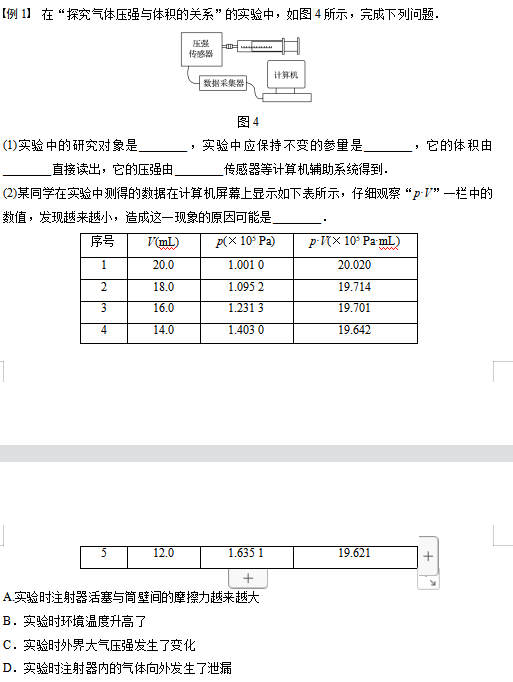 【例1】 在“探究气体压强与体积的关系”的实验中，如图4所示，完成下列问题.
压强
传感器
数据采集器
计算机
图4
(1)实验中的研究对象是________，实验中应保持不变的参量是________，它的体积由
________直接读出，它的压强由________传感器等计算机辅助系统得到.
(2)某同学在实验中测得的数据在计算机屏幕上显示如下表所示，仔细观察“p·V”一栏中的
数值，发现越来越小，造成这一现象的原因可能是________.
序号 V(mL) p(×10⁵ Pa) p·V(×10⁵ Pa·mL)
1 20.0 1.001 0 20.020
2 18.0 1.095 2 19.714
3 16.0 1.231 3 19.701
4 14.0 1.403 0 19.642
5 12.0 1.635 1 19.621
A.实验时注射器活塞与筒壁间的摩擦力越来越大
B．实验时环境温度升高了
C．实验时外界大气压强发生了变化
D．实验时注射器内的气体向外发生了泄漏